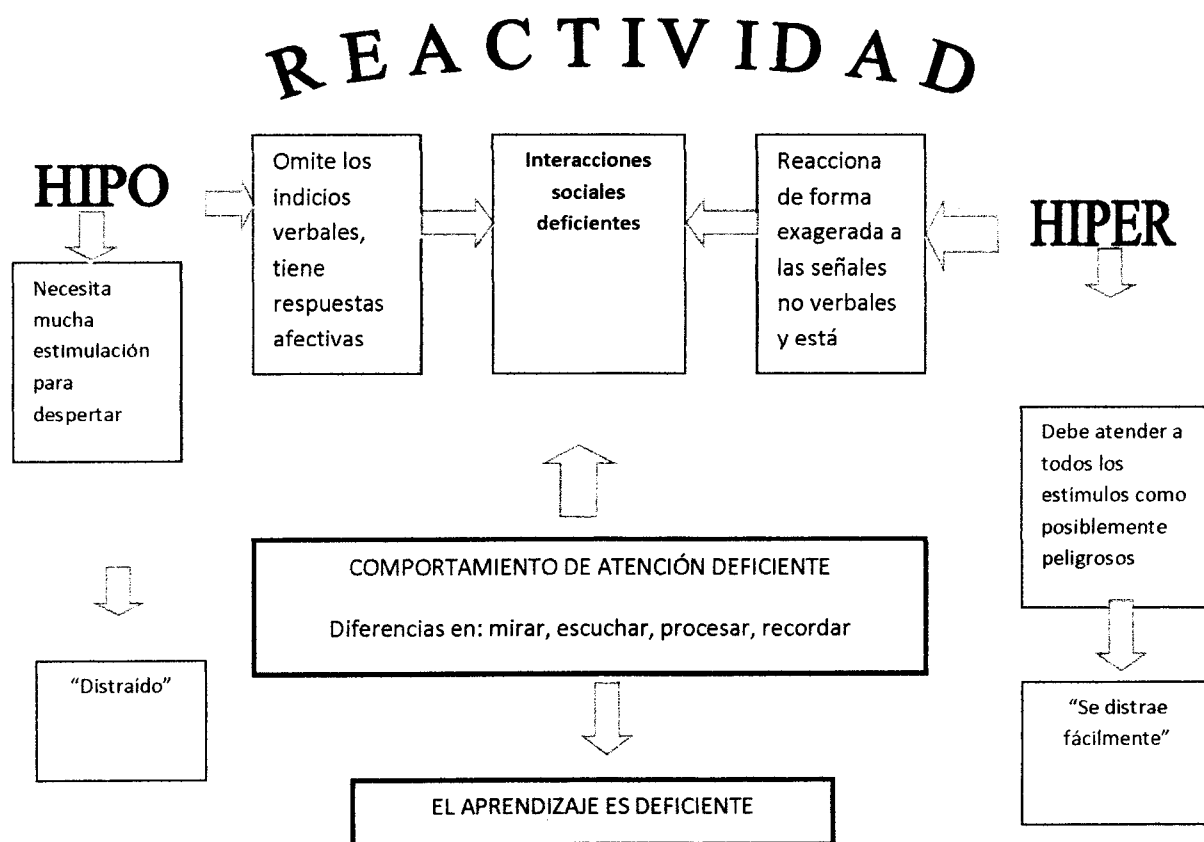 REACTIVIDAD
HIPO
Necesita
mucha
estimulación
para
despertar
"Distraído"
Omite los
indicios
verbales,
tiene
respuestas
afectivas
Interacciones
sociales
deficientes
Reacciona
de forma
exagerada a
las señales
no verbales
y está
HIPER
Debe atender a
todos los
estímulos como
posiblemente
peligrosos
"Se distrae
fácilmente"
COMPORTAMIENTO DE ATENCIÓN DEFICIENTE
Diferencias en: mirar, escuchar, procesar, recordar
EL APRENDIZAJE ES DEFICIENTE